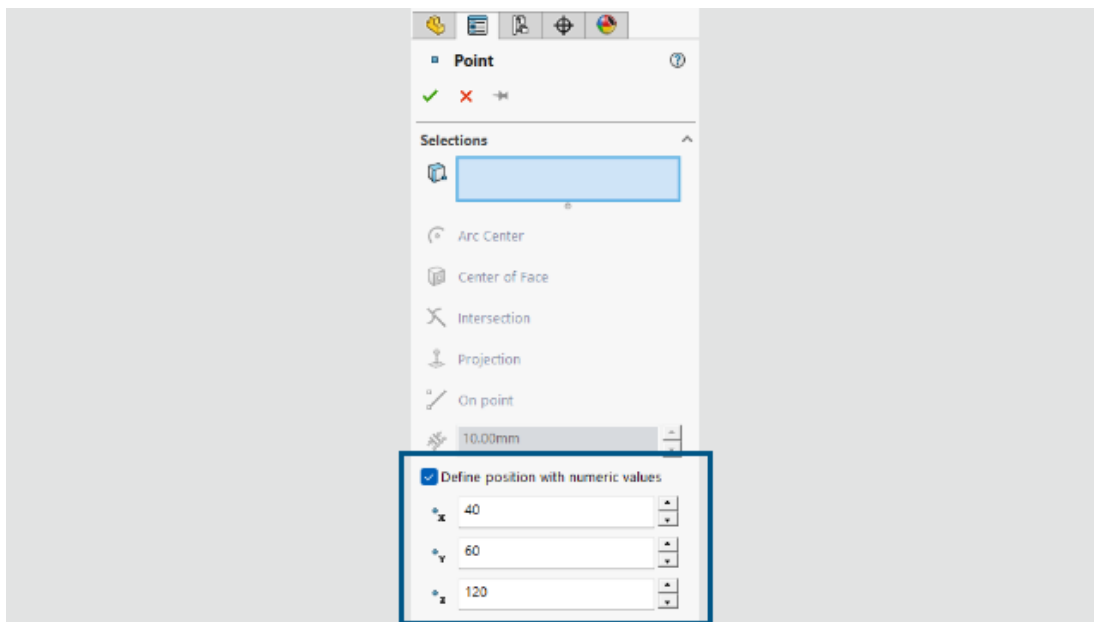 Point
Selections
Arc Center
Center of Face
Intersection
Projection
On point
10.00mm
Define position with numeric values
X 40
Y 60
Z 120